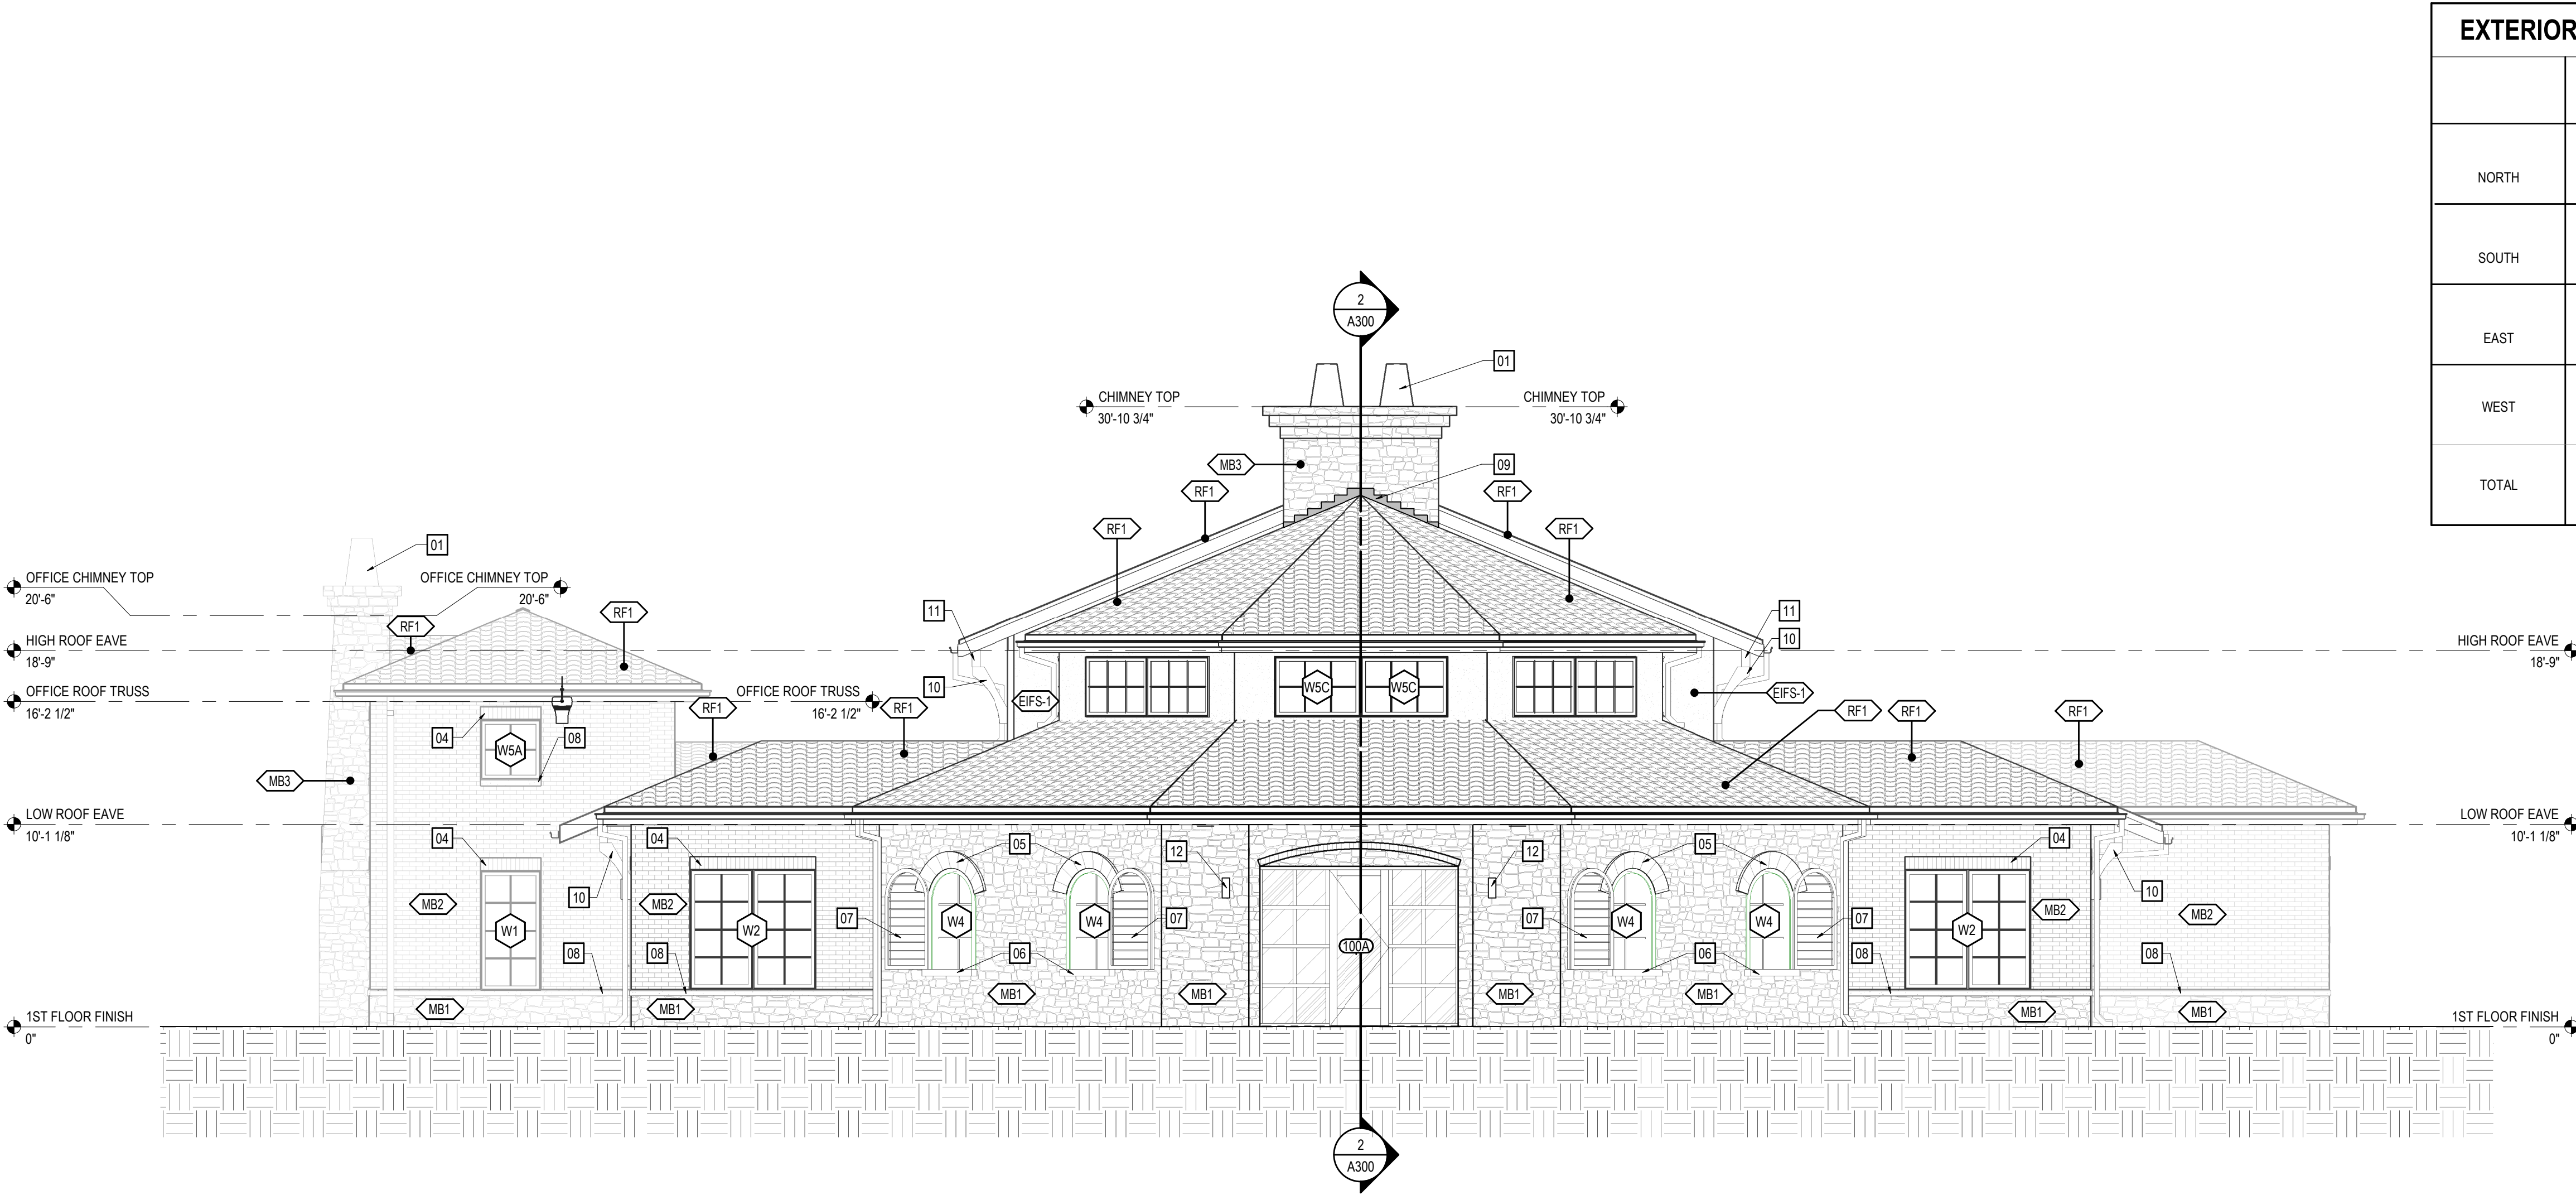 EXTERIOR
NORTH
SOUTH
EAST
WEST
TOTAL
2
A300
01
CHIMNEY TOP
30'-10 3/4"
CHIMNEY TOP
30'-10 3/4"
MB3
09
RF1
RF1
RF1
RF1
01
OFFICE CHIMNEY TOP
20'-6"
OFFICE CHIMNEY TOP
20'-6"
RF1
RF1
11
11
10
HIGH ROOF EAVE
18'-9"
HIGH ROOF EAVE
18'-9"
OFFICE ROOF TRUSS
16'-2 1/2"
OFFICE ROOF TRUSS
16'-2 1/2"
10
EIFS-1
W5C
W5C
EIFS-1
RF1
RF1
RF1
RF1
RF1
04
W5A
08
MB3
LOW ROOF EAVE
10'-1 1/8"
LOW ROOF EAVE
10'-1 1/8"
04
04
05
12
12
05
04
MB2
10
MB2
07
W4
W4
07
07
W4
W4
07
MB2
10
MB2
W1
W2
100A
W2
08
08
06
06
08
08
MB1
MB1
MB1
MB1
MB1
MB1
MB1
MB1
1ST FLOOR FINISH
0"
1ST FLOOR FINISH
0"
2
A300